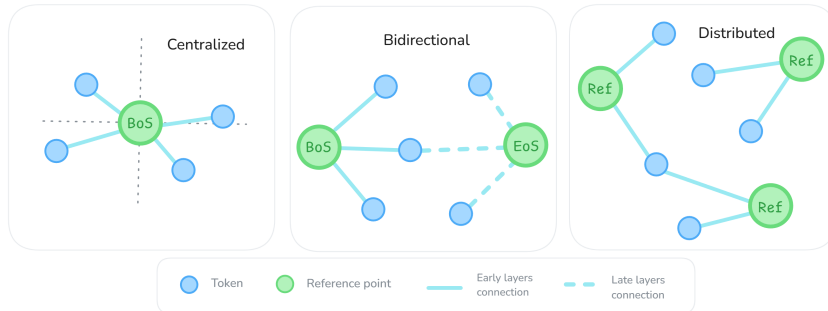 Centralized
BoS
Bidirectional
BoS
EoS
Distributed
Ref
Ref
Ref
Token
Reference point
Early layers
connection
Late layers
connection